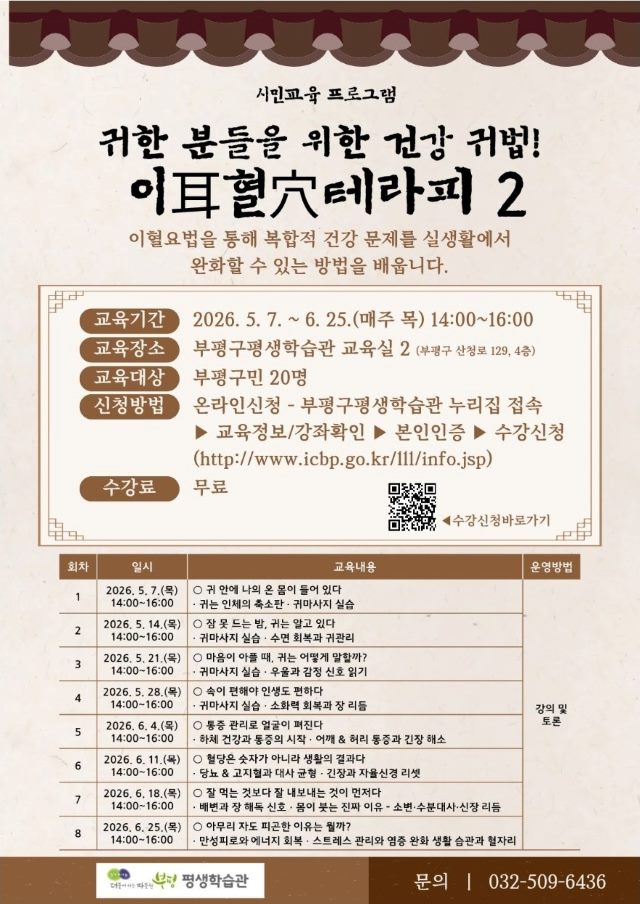 시민교육 프로그램
귀한 분들을 위한 건강 귀법!
이耳혈穴테라피 2
이혈요법을 통해 복합적 건강 문제를 실생활에서
완화할 수 있는 방법을 배웁니다.
교육기간 2026. 5. 7. ~ 6. 25.(매주 목) 14:00~16:00
교육장소 부평구평생학습관 교육실 2 (부평구 산청로 129, 4층)
교육대상 부평구민 20명
신청방법 온라인신청 - 부평구평생학습관 누리집 접속
▶ 교육정보/강좌확인 ▶ 본인인증 ▶ 수강신청
(http://www.icbp.go.kr/lll/info.jsp)
수강료 무료
◀수강신청바로가기
회차 일시 교육내용 운영방법
1 2026. 5. 7.(목) 14:00~16:00 ○ 귀 안에 나의 온 몸이 들어 있다
· 귀는 인체의 축소판 · 귀마사지 실습
2 2026. 5. 14.(목) 14:00~16:00 ○ 잠 못 드는 밤, 귀는 알고 있다
· 귀마사지 실습 · 수면 회복과 귀관리
3 2026. 5. 21.(목) 14:00~16:00 ○ 마음이 아플 때, 귀는 어떻게 말할까?
· 귀마사지 실습 · 우울과 감정 신호 읽기
4 2026. 5. 28.(목) 14:00~16:00 ○ 속이 편해야 인생도 편하다
· 귀마사지 실습 · 소화력 회복과 장 리듬
5 2026. 6. 4.(목) 14:00~16:00 ○ 통증 관리로 얼굴이 펴진다
· 하체 건강과 통증의 시작 · 어깨 & 허리 통증과 긴장 해소
6 2026. 6. 11.(목) 14:00~16:00 ○ 혈당은 숫자가 아니라 생활의 결과다
· 당뇨 & 고지혈과 대사 균형 · 긴장과 자율신경 리셋
7 2026. 6. 18.(목) 14:00~16:00 ○ 잘 먹는 것보다 잘 내보내는 것이 먼저다
· 배변과 장 해독 신호 · 몸이 붓는 진짜 이유 - 소변·수분대사·신장 리듬
8 2026. 6. 25.(목) 14:00~16:00 ○ 아무리 자도 피곤한 이유는 뭘까?
· 만성피로와 에너지 회복 · 스트레스 관리와 염증 완화 생활 습관과 혈자리
강의 및
토론
부평 평생학습관
문의 | 032-509-6436